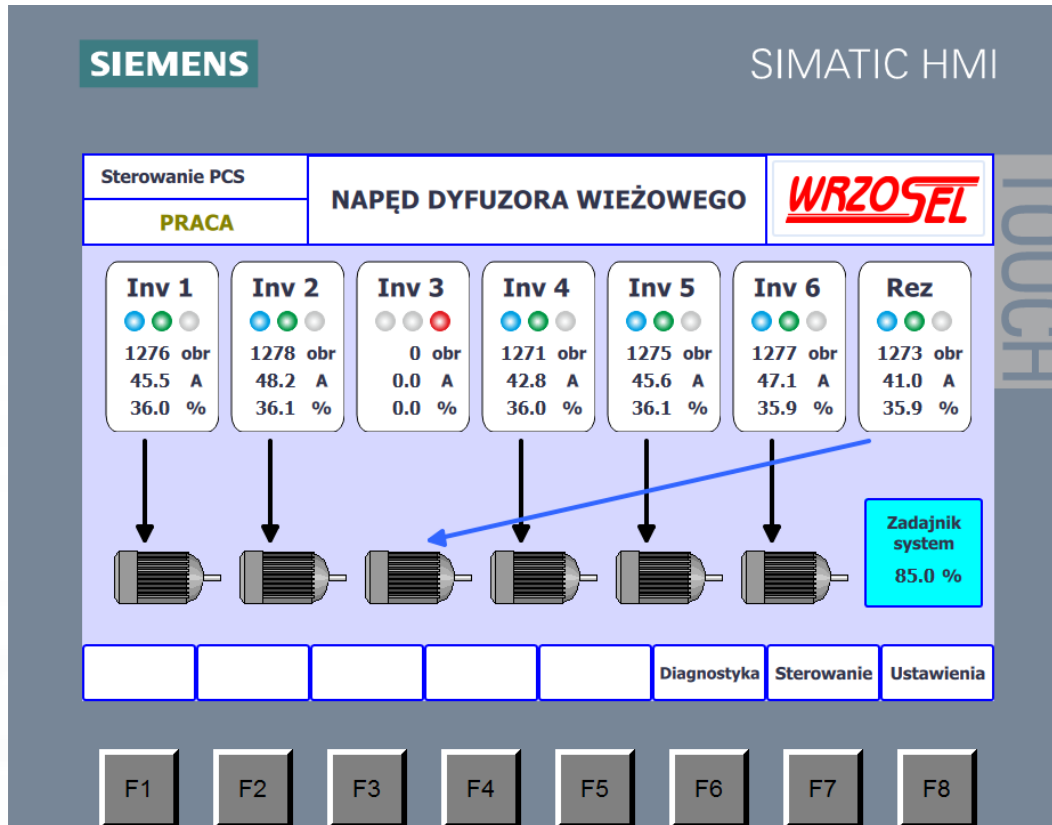 SIEMENS
SIMATIC HMI
TOUCH
Sterowanie PCS
PRACA
NAPĘD DYFUZORA WIEŻOWEGO
WRZOSEL
Inv 1
1276 obr
45.5 A
36.0 %
Inv 2
1278 obr
48.2 A
36.1 %
Inv 3
0 obr
0.0 A
0.0 %
Inv 4
1271 obr
42.8 A
36.0 %
Inv 5
1275 obr
45.6 A
36.1 %
Inv 6
1277 obr
47.1 A
35.9 %
Rez
1273 obr
41.0 A
35.9 %
Zadajnik
system
85.0 %
Diagnostyka
Sterowanie
Ustawienia
F1
F2
F3
F4
F5
F6
F7
F8